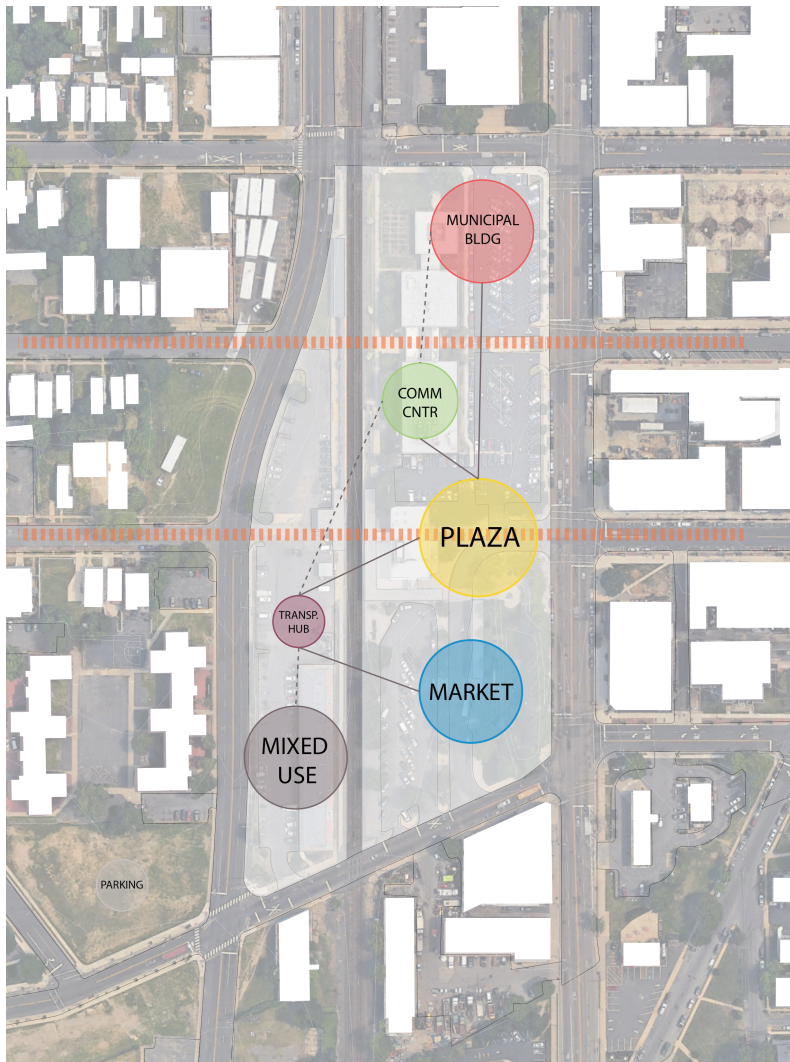 MUNICIPAL
BLDG
COMM
CNTR
PLAZA
TRANSP.
HUB
MARKET
MIXED
USE
PARKING